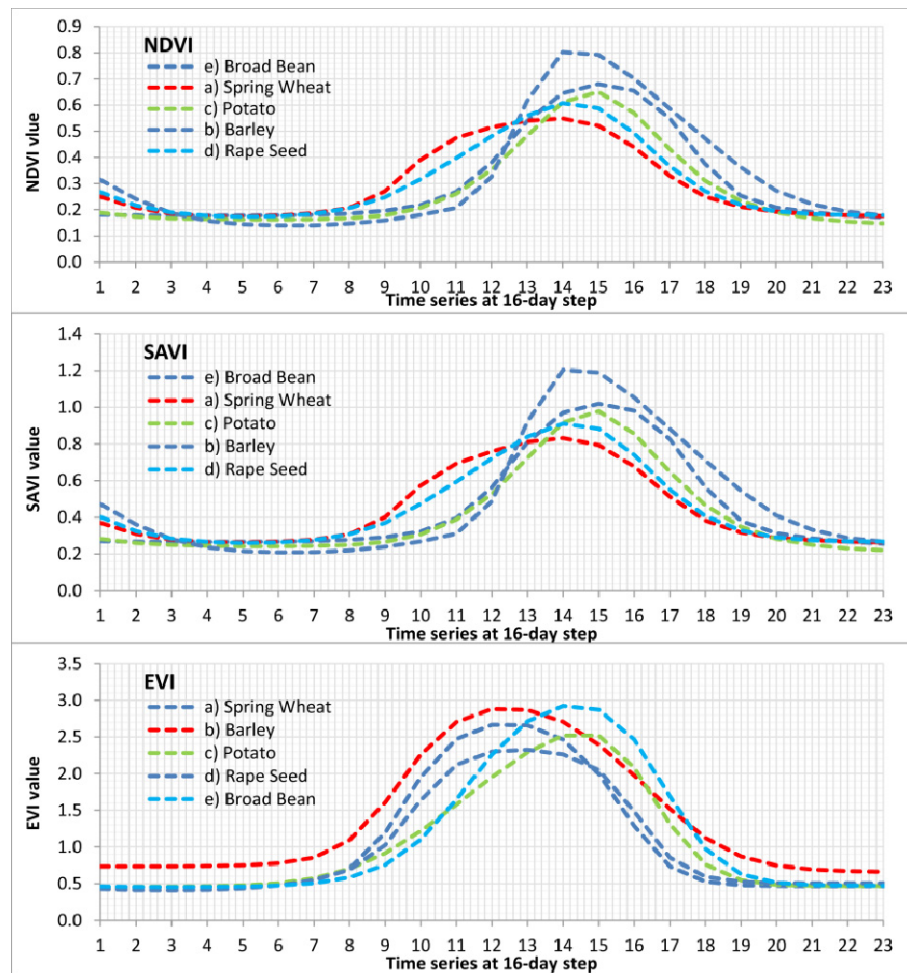 NDVI
e) Broad Bean
a) Spring Wheat
c) Potato
b) Barley
d) Rape Seed
NDVI vlue
0.9
0.8
0.7
0.6
0.5
0.4
0.3
0.2
0.1
0.0
1 2 3 4 5 6 7 8 9 10 11 12 13 14 15 16 17 18 19 20 21 22 23
Time series at 16-day step
SAVI
e) Broad Bean
a) Spring Wheat
c) Potato
b) Barley
d) Rape Seed
SAVI value
1.4
1.2
1.0
0.8
0.6
0.4
0.2
0.0
1 2 3 4 5 6 7 8 9 10 11 12 13 14 15 16 17 18 19 20 21 22 23
Time series at 16-day step
EVI
a) Spring Wheat
b) Barley
c) Potato
d) Rape Seed
e) Broad Bean
EVI value
3.5
3.0
2.5
2.0
1.5
1.0
0.5
0.0
1 2 3 4 5 6 7 8 9 10 11 12 13 14 15 16 17 18 19 20 21 22 23
Time series at 16-day step